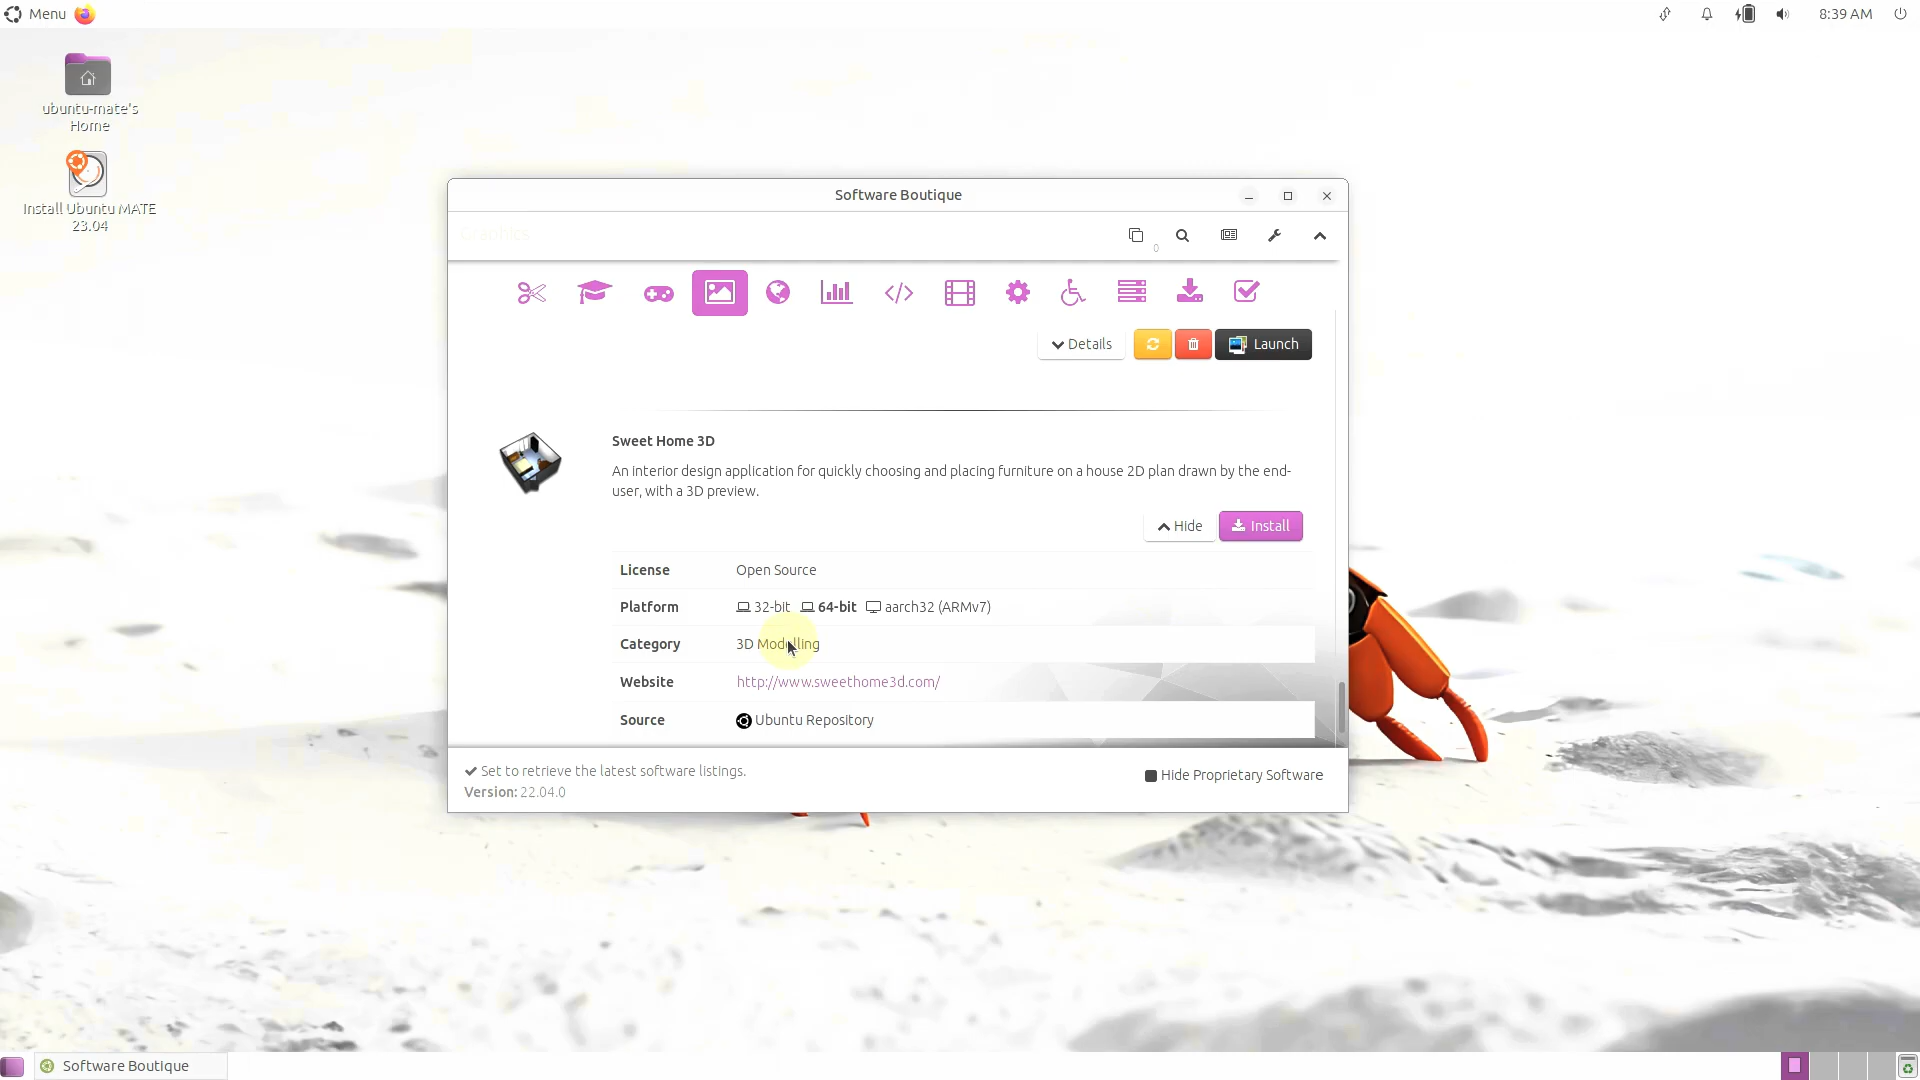 Menu
8:39 AM
ubuntu-mate's
Home
Install Ubuntu MATE
23.04
Software Boutique
Graphics
0
Details
Launch
Sweet Home 3D
An interior design application for quickly choosing and placing furniture on a house 2D plan drawn by the end-
user, with a 3D preview.
Hide
Install
License Open Source
Platform 32-bit 64-bit aarch32 (ARMv7)
Category 3D Modelling
Website http://www.sweethome3d.com/
Source Ubuntu Repository
Set to retrieve the latest software listings.
Version: 22.04.0
Hide Proprietary Software
Software Boutique